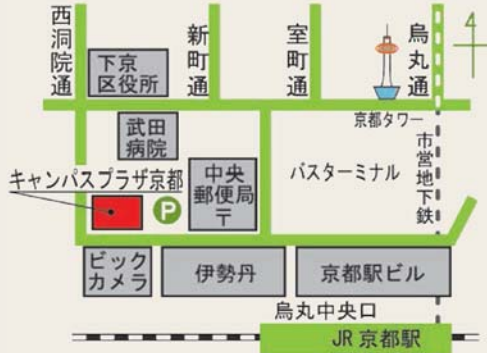 西洞院通
新町通
室町通
烏丸通
4
下京
区役所
京都タワー
武田
病院
市営地下鉄
バスターミナル
中央
郵便局
〒
キャンパスプラザ京都
P
ビック
カメラ
伊勢丹
京都駅ビル
烏丸中央口
JR 京都駅